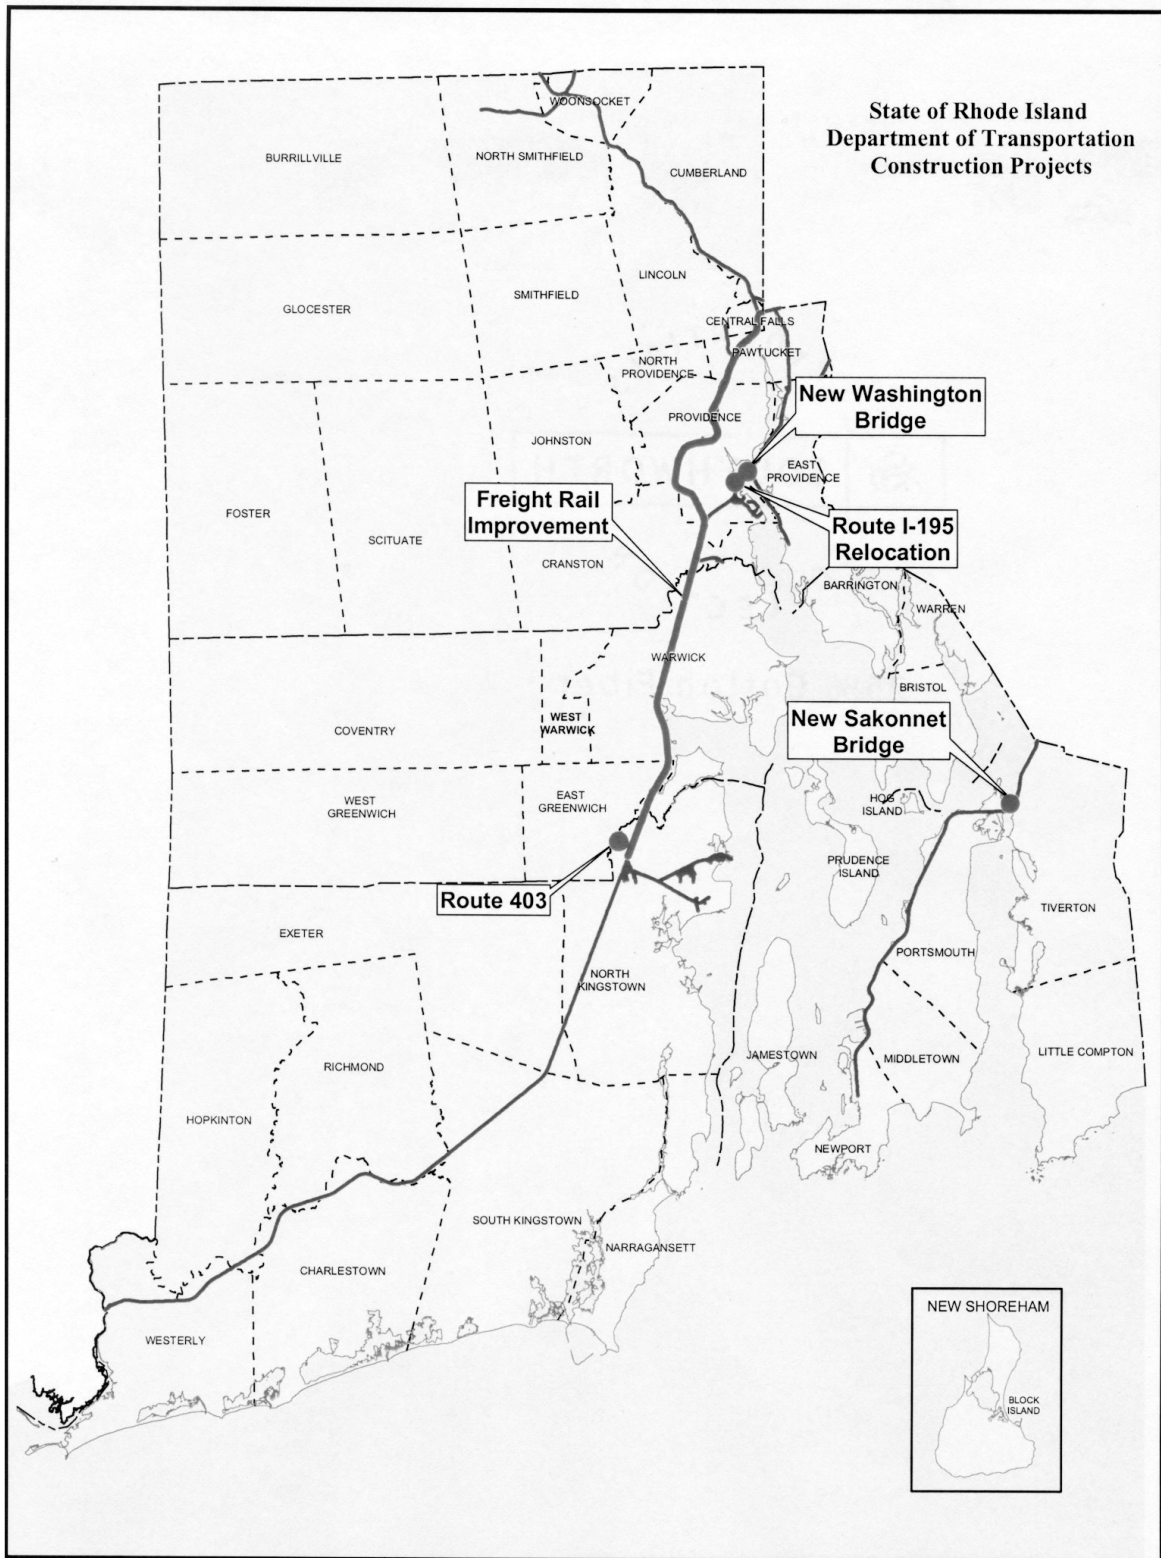 State of Rhode Island
Department of Transportation
Construction Projects
WOONSOCKET
BURRILLVILLE
NORTH SMITHFIELD
CUMBERLAND
LINCOLN
SMITHFIELD
GLOCESTER
CENTRAL FALLS
PAWTUCKET
NORTH
PROVIDENCE
New Washington
Bridge
PROVIDENCE
JOHNSTON
EAST
PROVIDENCE
Freight Rail
Improvement
FOSTER
SCITUATE
Route I-195
Relocation
CRANSTON
BARRINGTON
WARREN
WARWICK
BRISTOL
WEST
WARWICK
COVENTRY
New Sakonnet
Bridge
WEST
GREENWICH
EAST
GREENWICH
HOG
ISLAND
PRUDENCE
ISLAND
Route 403
TIVERTON
EXETER
PORTSMOUTH
NORTH
KINGSTOWN
JAMESTOWN
MIDDLETOWN
LITTLE COMPTON
RICHMOND
HOPKINTON
NEWPORT
SOUTH KINGSTOWN
NARRAGANSETT
CHARLESTOWN
WESTERLY
NEW SHOREHAM
BLOCK
ISLAND